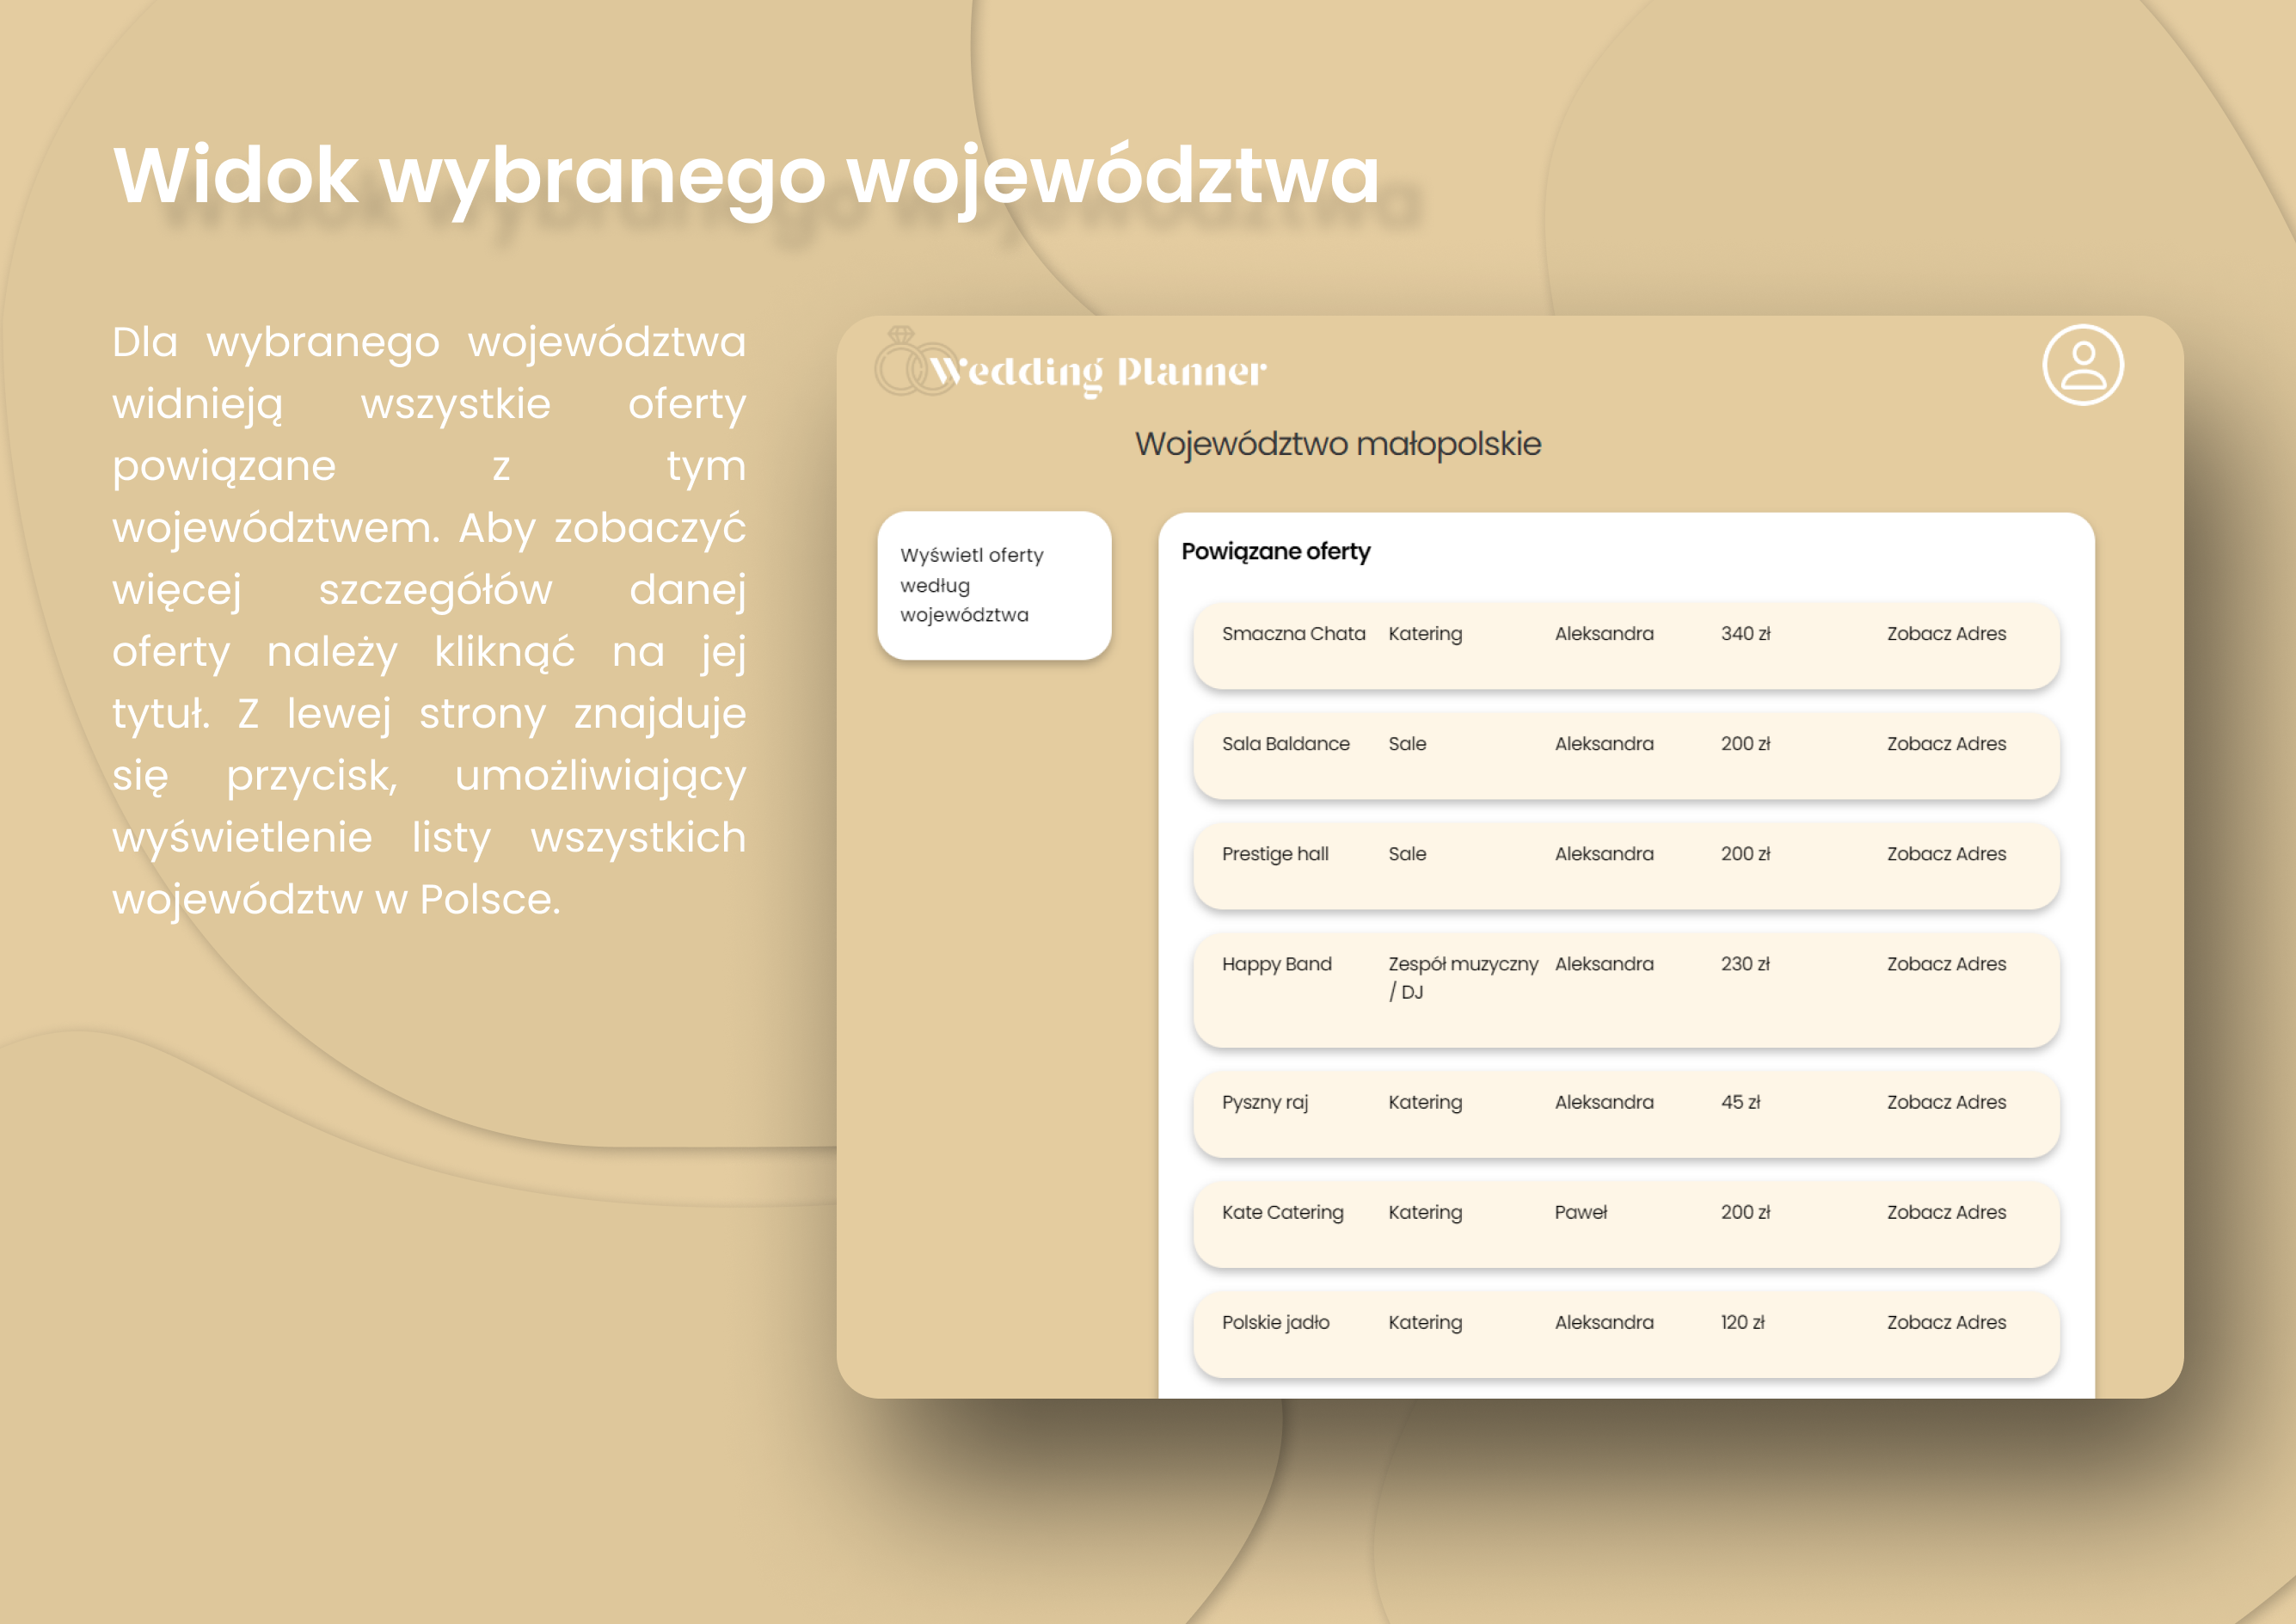 Widok wybranego województwa
Dla wybranego województwa
widnieją wszystkie oferty
powiązane z tym
województwem. Aby zobaczyć
więcej szczegółów danej
oferty należy kliknąć na jej
tytuł. Z lewej strony znajduje
się przycisk, umożliwiający
wyświetlenie listy wszystkich
województw w Polsce.
Wedding Planner
Województwo małopolskie
Wyświetl oferty
według
województwa
Powiązane oferty
Smaczna Chata Katering Aleksandra 340 zł Zobacz Adres
Sala Baldance Sale Aleksandra 200 zł Zobacz Adres
Prestige hall Sale Aleksandra 200 zł Zobacz Adres
Happy Band Zespół muzyczny Aleksandra 230 zł Zobacz Adres
/ DJ
Pyszny raj Katering Aleksandra 45 zł Zobacz Adres
Kate Catering Katering Paweł 200 zł Zobacz Adres
Polskie jadło Katering Aleksandra 120 zł Zobacz Adres